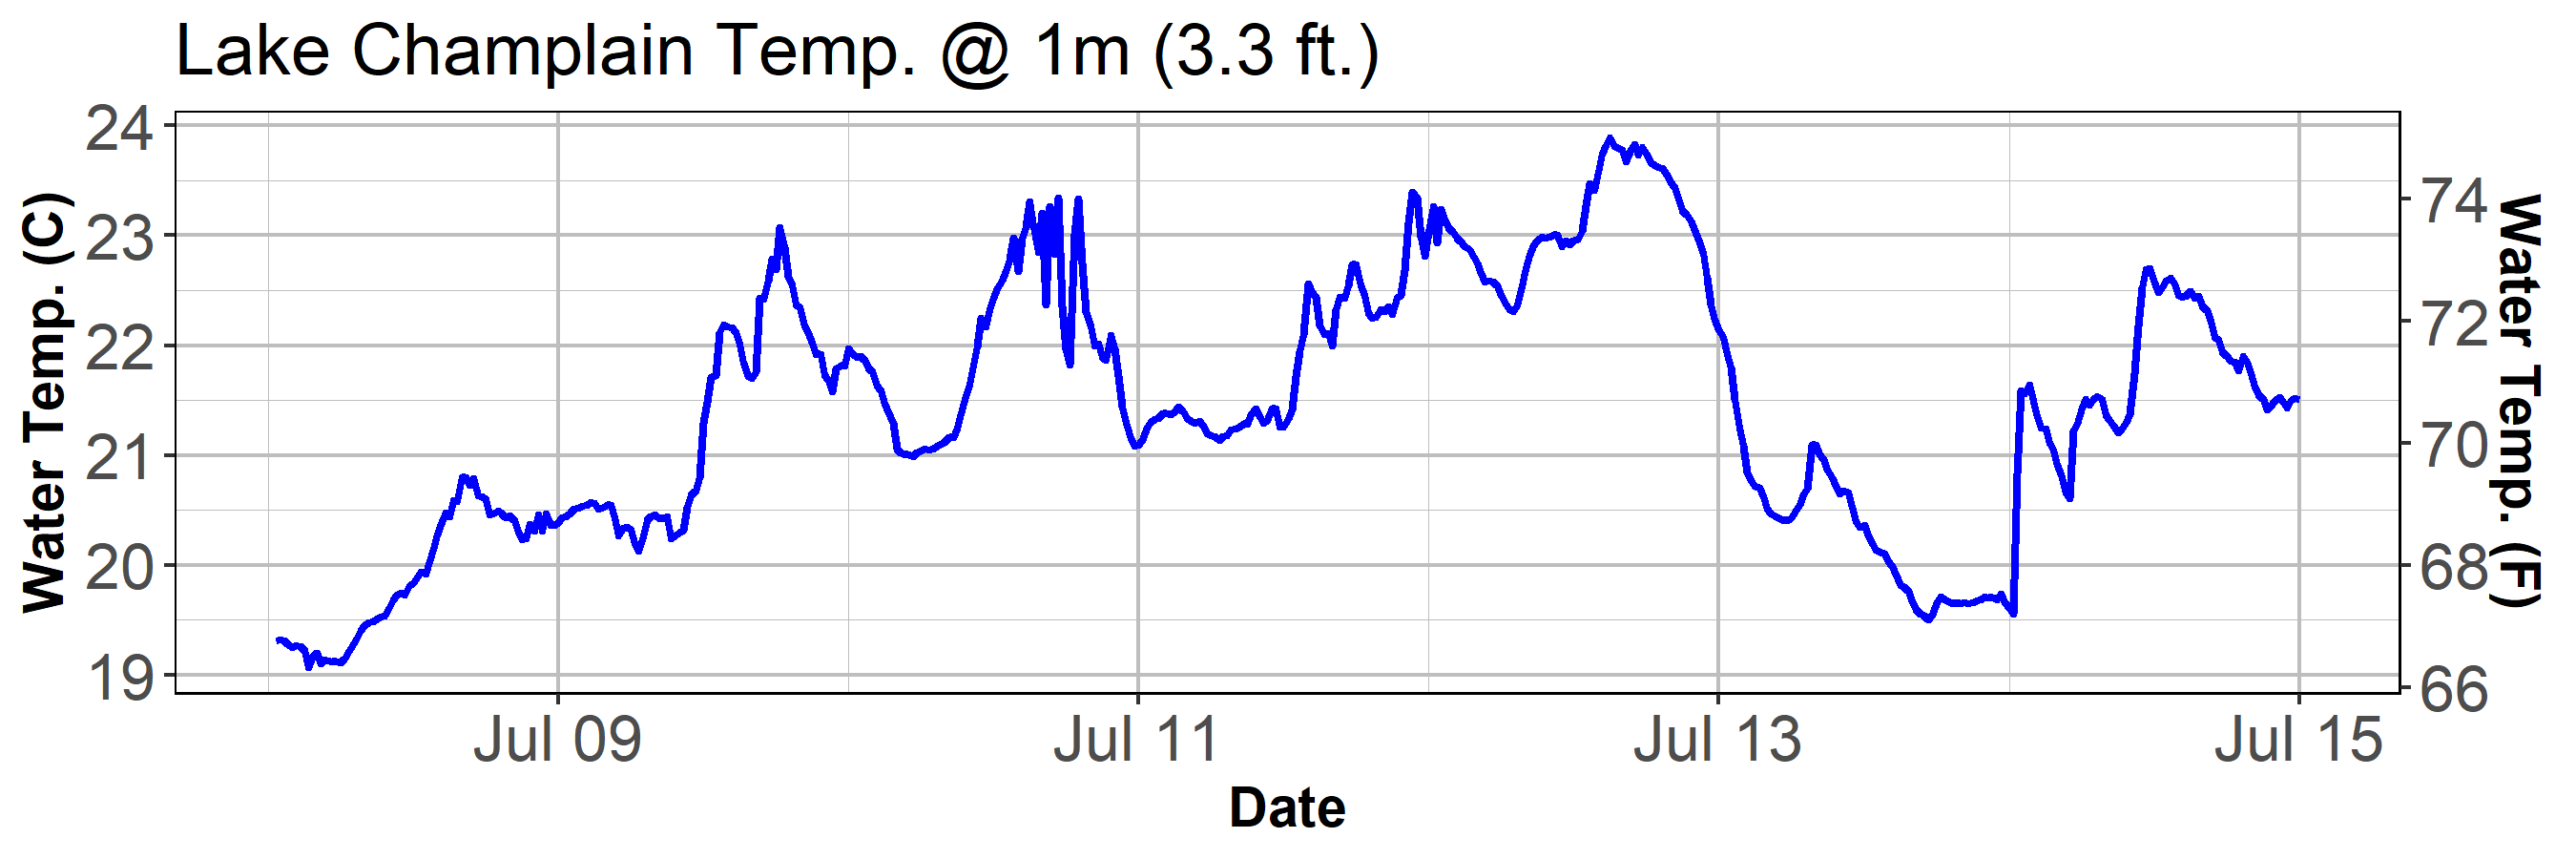 Lake Champlain Temp. @ 1m (3.3 ft.)
Water Temp. (C)
24
23
22
21
20
19
74
72
70
68
66
Water Temp. (F)
Jul 09 Jul 11 Jul 13 Jul 15
Date